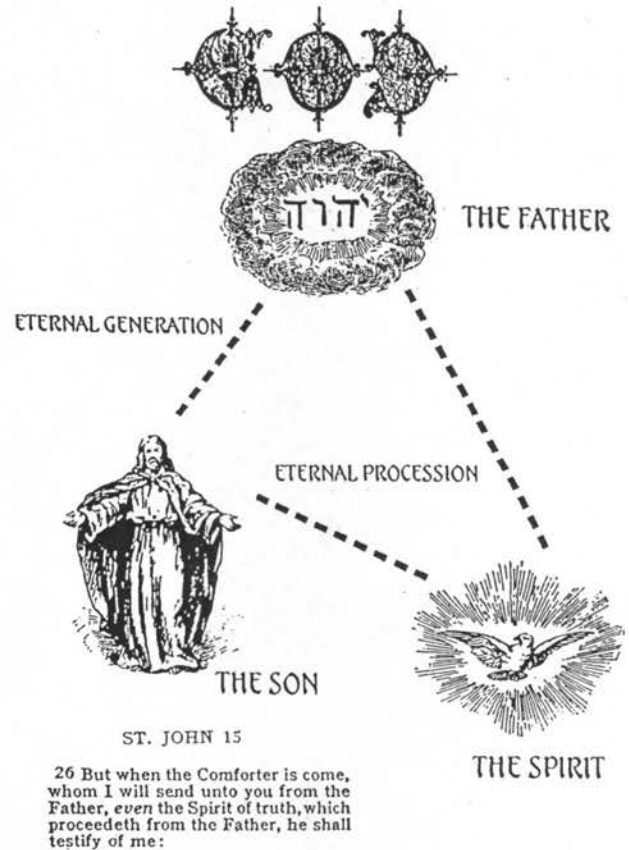 GOD
יהוה
THE FATHER
ETERNAL GENERATION
ETERNAL PROCESSION
THE SON
THE SPIRIT
ST. JOHN 15
26 But when the Comforter is come,
whom I will send unto you from the
Father, even the Spirit of truth, which
proceedeth from the Father, he shall
testify of me: